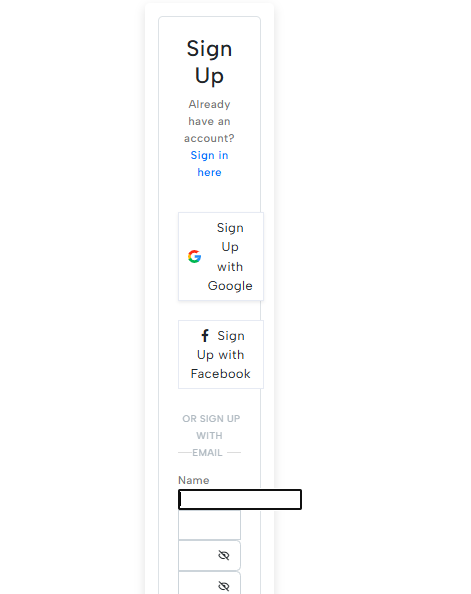 Sign
Up
Already
have an
account?
Sign in
here
Sign
Up
with
Google
Sign
Up with
Facebook
OR SIGN UP
WITH
EMAIL
Name